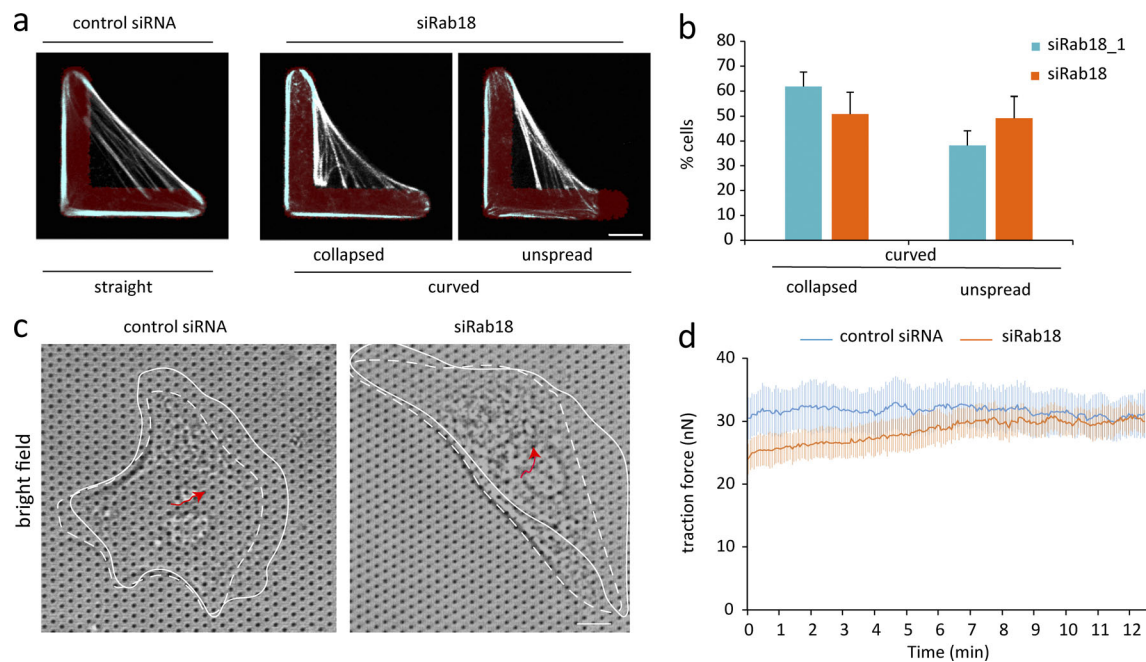 a
control siRNA
siRab18
collapsed
unspread
straight
curved
b
% cells
80
70
60
50
40
30
20
10
0
siRab18_1
siRab18
curved
collapsed
unspread
c
control siRNA
siRab18
bright field
d
control siRNA
siRab18
traction force (nN)
40
30
20
10
0
0 1 2 3 4 5 6 7 8 9 10 11 12
Time (min)